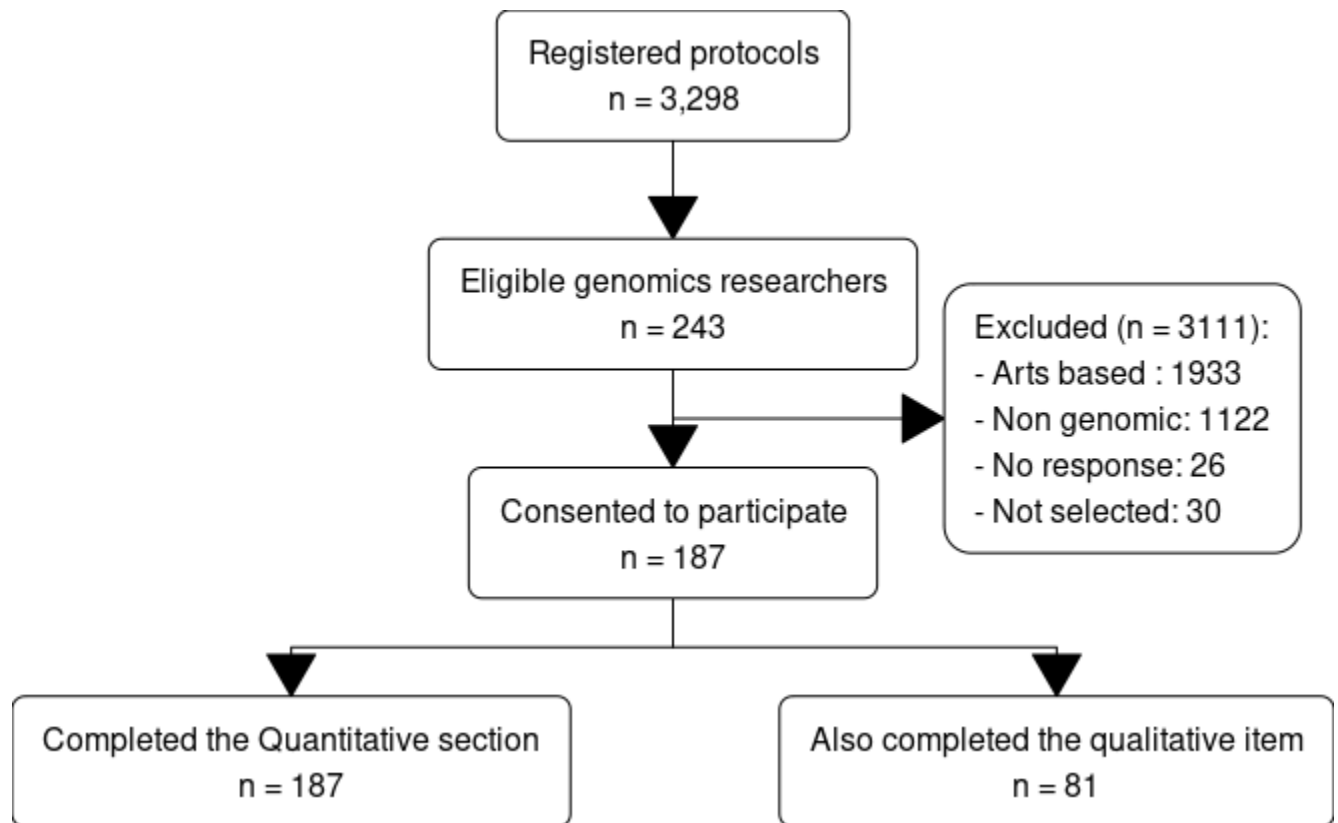 Registered protocols
n = 3,298
Eligible genomics researchers
n = 243
Excluded (n = 3111):
- Arts based : 1933
- Non genomic: 1122
- No response: 26
- Not selected: 30
Consented to participate
n = 187
Completed the Quantitative section
n = 187
Also completed the qualitative item
n = 81